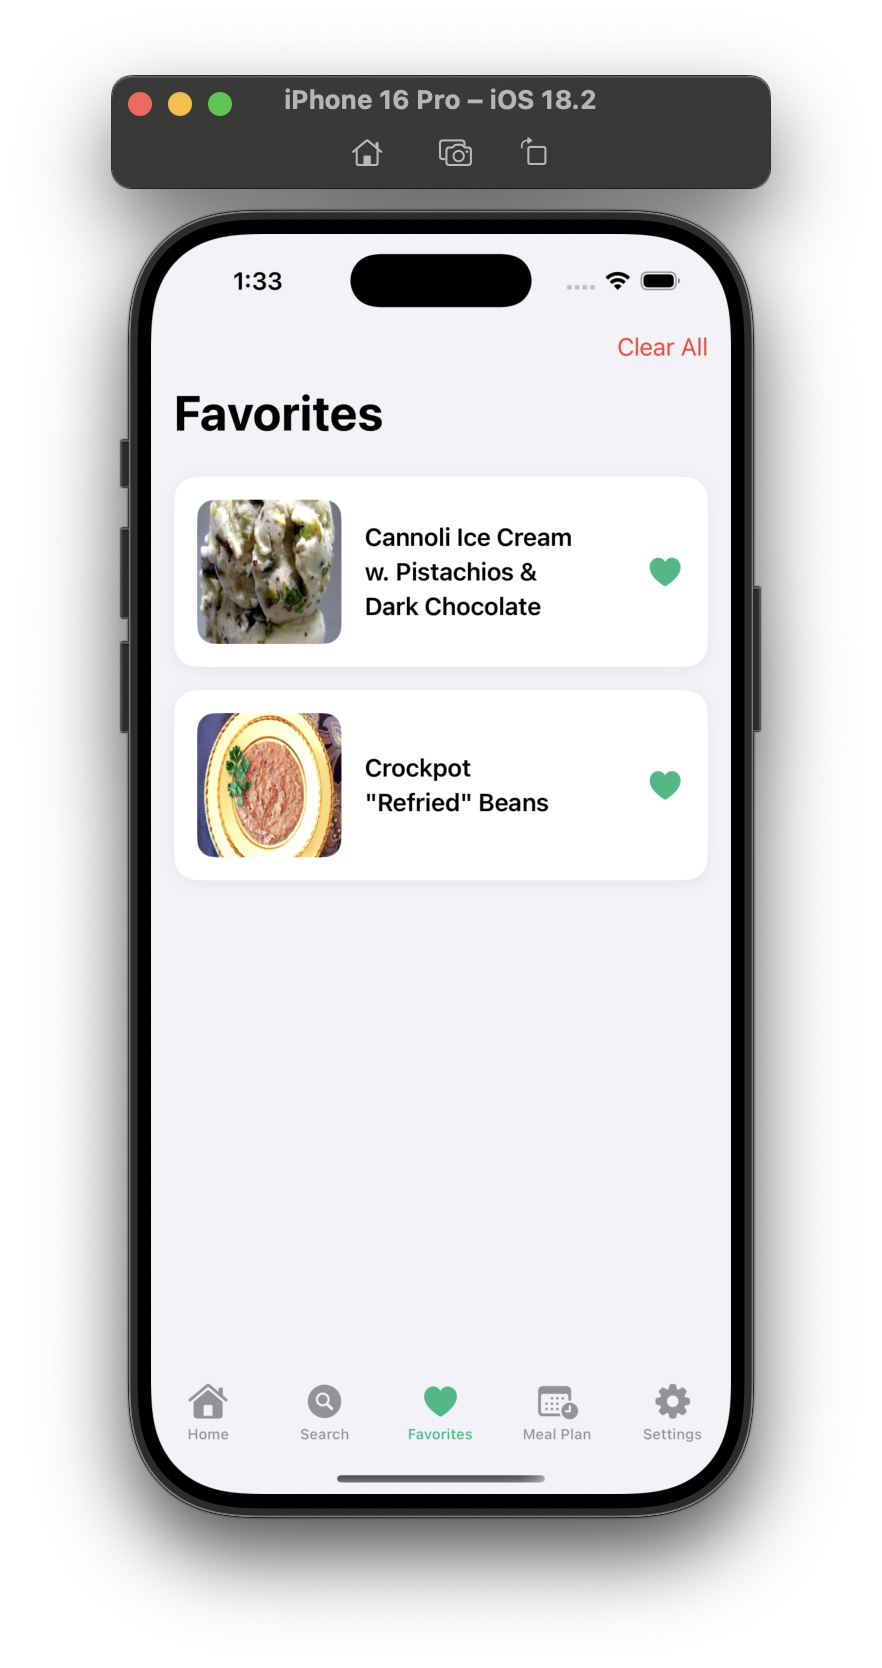 iPhone 16 Pro – iOS 18.2
1:33
Clear All
Favorites
Cannoli Ice Cream
w. Pistachios &
Dark Chocolate
Crockpot
"Refried" Beans
Home
Search
Favorites
Meal Plan
Settings